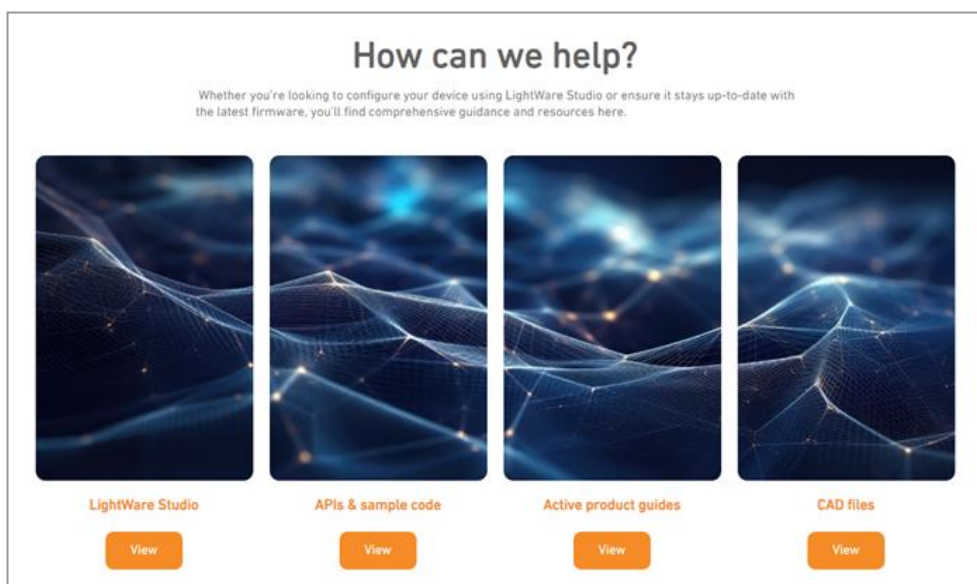 How can we help?
Whether you're looking to configure your device using LightWare Studio or ensure it stays up-to-date with
the latest firmware, you'll find comprehensive guidance and resources here.
LightWare Studio
APIs & sample code
Active product guides
CAD files
View
View
View
View